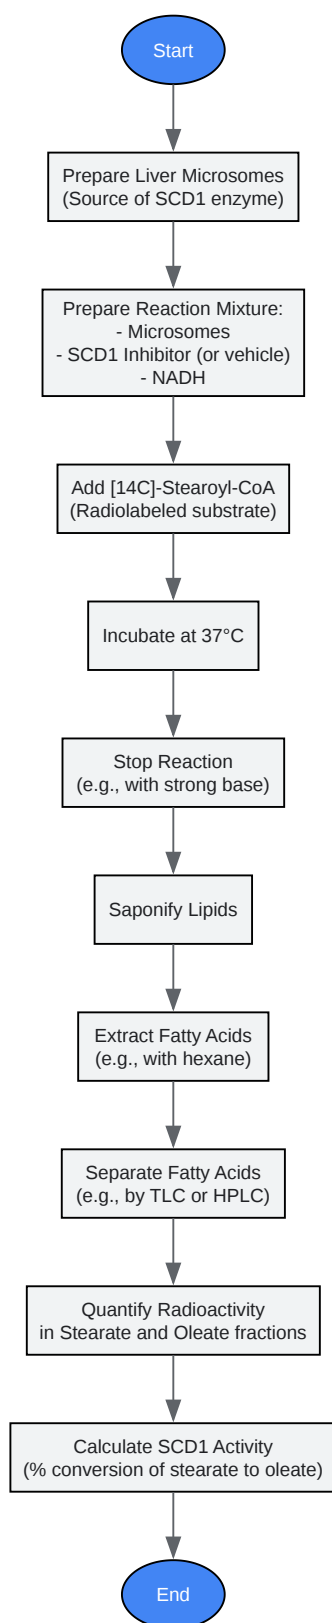 Start
Prepare Liver Microsomes
(Source of SCD1 enzyme)
Prepare Reaction Mixture:
- Microsomes
- SCD1 Inhibitor (or vehicle)
- NADH
Add [14C]-Stearoyl-CoA
(Radiolabeled substrate)
Incubate at 37°C
Stop Reaction
(e.g., with strong base)
Saponify Lipids
Extract Fatty Acids
(e.g., with hexane)
Separate Fatty Acids
(e.g., by TLC or HPLC)
Quantify Radioactivity
in Stearate and Oleate fractions
Calculate SCD1 Activity
(% conversion of stearate to oleate)
End